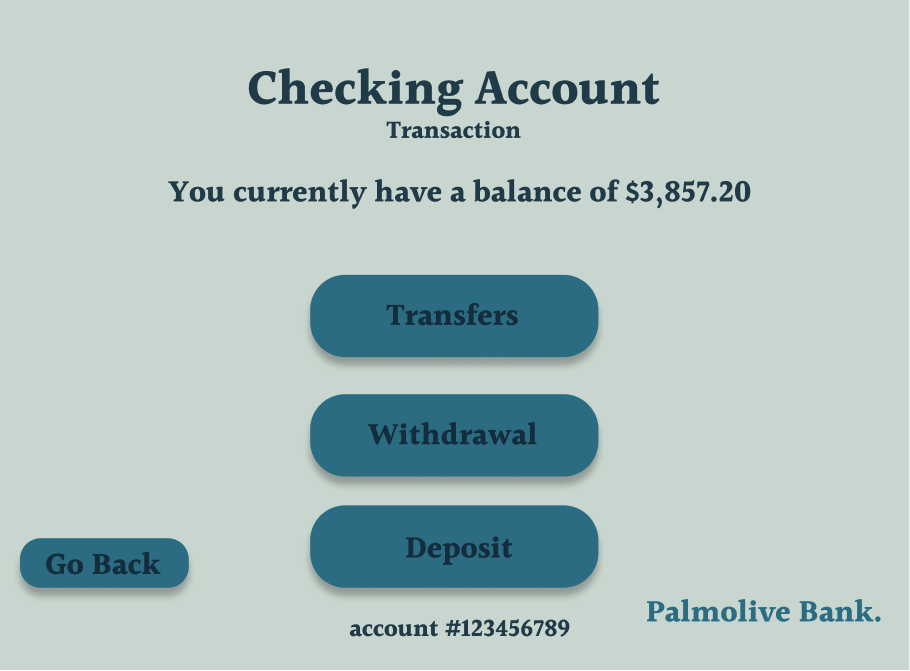 Checking Account
Transaction
You currently have a balance of $3,857.20
Transfers
Withdrawal
Deposit
Go Back
Palmolive Bank.
account #123456789